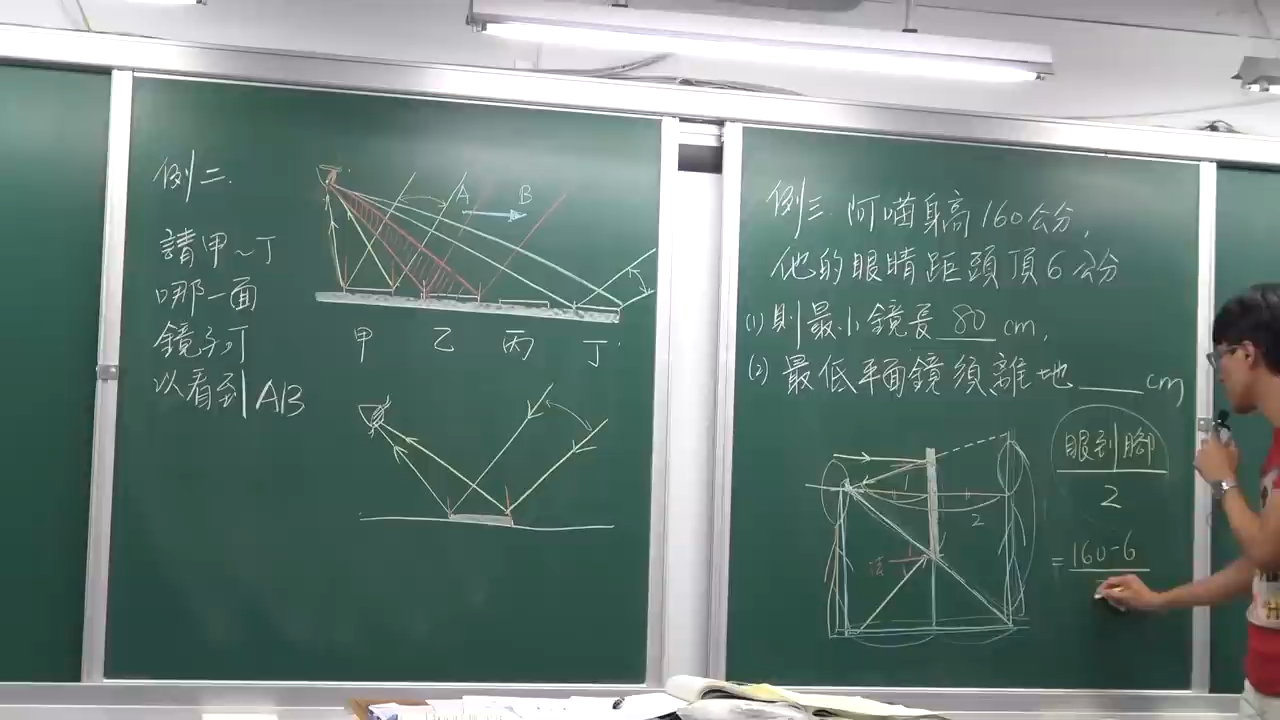 例二.
請甲~丁
哪一面
鏡子可
以看到AB
A
B
甲 乙 丙 丁
例三. 阿喵身高160公分,
他的眼睛距頭頂6公分
(1) 則最小鏡長 80 cm,
(2) 最低平面鏡須離地____cm
1
2
法
眼到腳
2
= 160-6